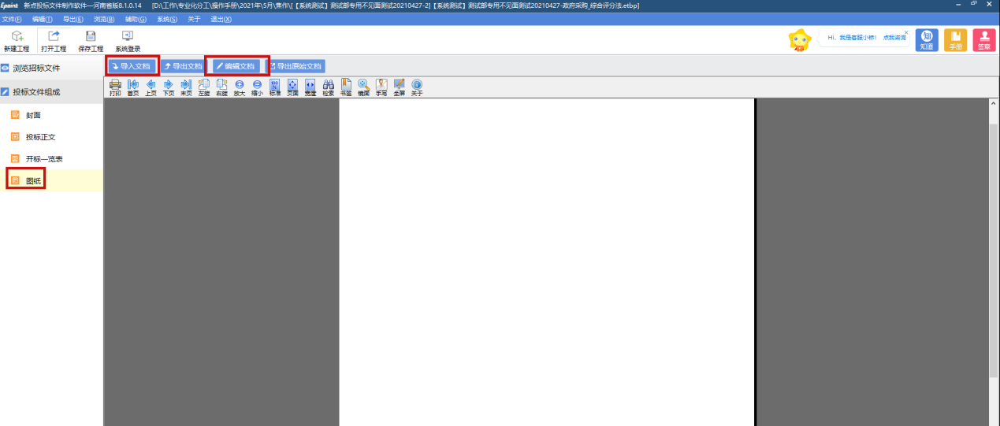 Epoint 新点投标文件制作软件—河南省版8.1.0.14 [D:\工作\专业化分工\操作手册\2021年\5月\焦作\[【系统测试】测试部专用不见面测试20210427-2]【系统测试】测试部专用不见面测试20210427-政府采购_综合评分法.etbp]
文件(F) 编辑(T) 导出(E) 浏览(B) 辅助(G) 系统(S) 关于 退出(X)
新建工程 打开工程 保存工程 系统登录
Hi，我是客服小桥！ 点我咨询
知道 手册 签章
浏览招标文件
导入文档 导出文档 编辑文档 导出原始文档
打印 首页 上页 下页 末页 左旋 右旋 放大 缩小 标准 页面 宽度 检索 书签 镜面 手写 全屏 关于
投标文件组成
封面
投标正文
开标一览表
图纸